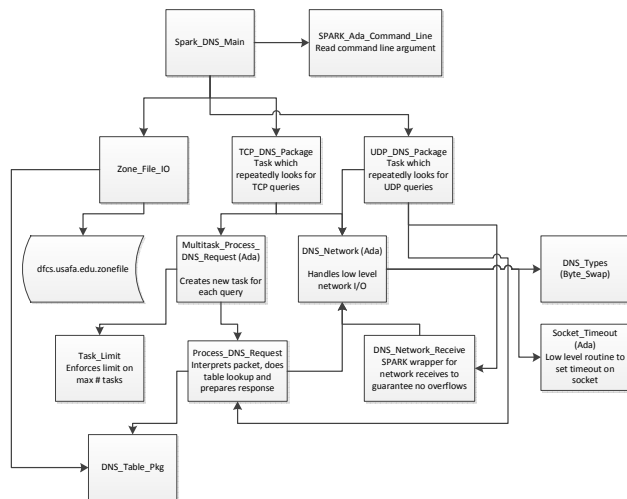 Spark_DNS_Main
SPARK_Ada_Command_Line
Read command line argument
Zone_File_IO
TCP_DNS_Package
Task which
repeatedly looks for
TCP queries
UDP_DNS_Package
Task which
repeatedly looks for
UDP queries
dfcs.usafa.edu.zonefile
Multitask_Process_
DNS_Request (Ada)
Creates new task for
each query
DNS_Network (Ada)
Handles low level
network I/O
DNS_Types
(Byte_Swap)
Task_Limit
Enforces limit on
max # tasks
Process_DNS_Request
Interprets packet, does
table lookup and
prepares response
DNS_Network_Receive
SPARK wrapper for
network receives to
guarantee no overflows
Socket_Timeout
(Ada)
Low level routine to
set timeout on
socket
DNS_Table_Pkg